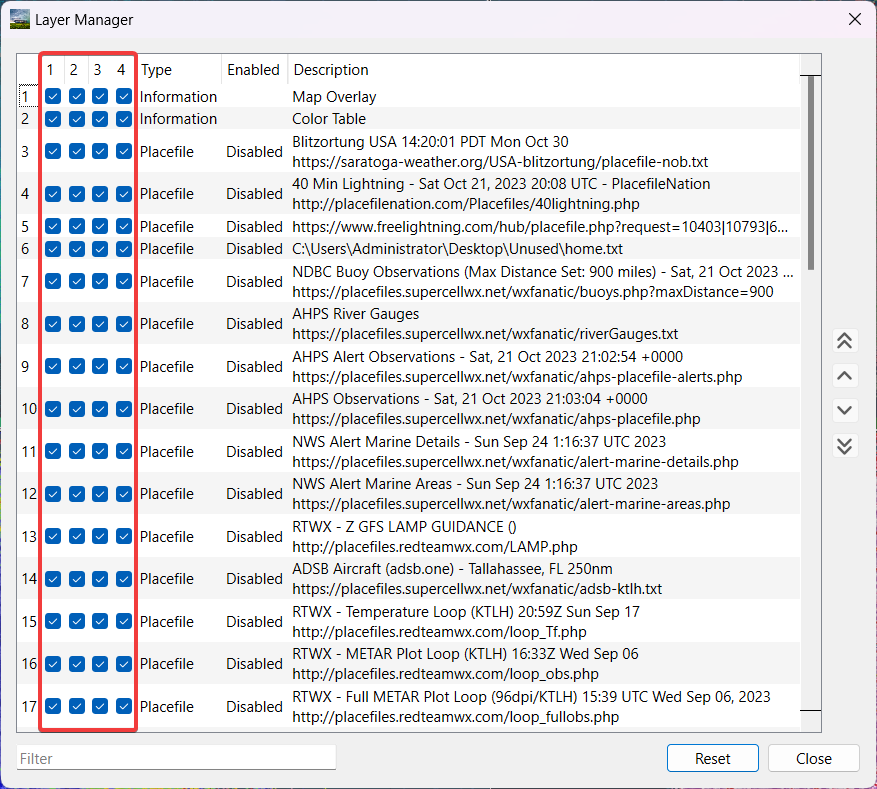 Layer Manager
1 2 3 4 Type Enabled Description
1 Information Map Overlay
2 Information Color Table
3 Placefile Disabled Blitzortung USA 14:20:01 PDT Mon Oct 30
https://saratoga-weather.org/USA-blitzortung/placefile-nob.txt
4 Placefile Disabled 40 Min Lightning - Sat Oct 21, 2023 20:08 UTC - PlacefileNation
http://placefilenation.com/Placefiles/40lightning.php
5 Placefile Disabled https://www.freelightning.com/hub/placefile.php?request=10403|10793|6...
6 Placefile Disabled C:\Users\Administrator\Desktop\Unused\home.txt
7 Placefile Disabled NDBC Buoy Observations (Max Distance Set: 900 miles) - Sat, 21 Oct 2023 ...
https://placefiles.supercellwx.net/wxfanatic/buoys.php?maxDistance=900
8 Placefile Disabled AHPS River Gauges
https://placefiles.supercellwx.net/wxfanatic/riverGauges.txt
9 Placefile Disabled AHPS Alert Observations - Sat, 21 Oct 2023 21:02:54 +0000
https://placefiles.supercellwx.net/wxfanatic/ahps-placefile-alerts.php
10 Placefile Disabled AHPS Observations - Sat, 21 Oct 2023 21:03:04 +0000
https://placefiles.supercellwx.net/wxfanatic/ahps-placefile.php
11 Placefile Disabled NWS Alert Marine Details - Sun Sep 24 1:16:37 UTC 2023
https://placefiles.supercellwx.net/wxfanatic/alert-marine-details.php
12 Placefile Disabled NWS Alert Marine Areas - Sun Sep 24 1:16:37 UTC 2023
https://placefiles.supercellwx.net/wxfanatic/alert-marine-areas.php
13 Placefile Disabled RTWX - Z GFS LAMP GUIDANCE ()
http://placefiles.redteamwx.com/LAMP.php
14 Placefile Disabled ADSB Aircraft (adsb.one) - Tallahassee, FL 250nm
https://placefiles.supercellwx.net/wxfanatic/adsb-ktlh.txt
15 Placefile Disabled RTWX - Temperature Loop (KTLH) 20:59Z Sun Sep 17
http://placefiles.redteamwx.com/loop_Tf.php
16 Placefile Disabled RTWX - METAR Plot Loop (KTLH) 16:33Z Wed Sep 06
http://placefiles.redteamwx.com/loop_obs.php
17 Placefile Disabled RTWX - Full METAR Plot Loop (96dpi/KTLH) 15:39 UTC Wed Sep 06, 2023
http://placefiles.redteamwx.com/loop_fullobs.php
Filter
Reset Close